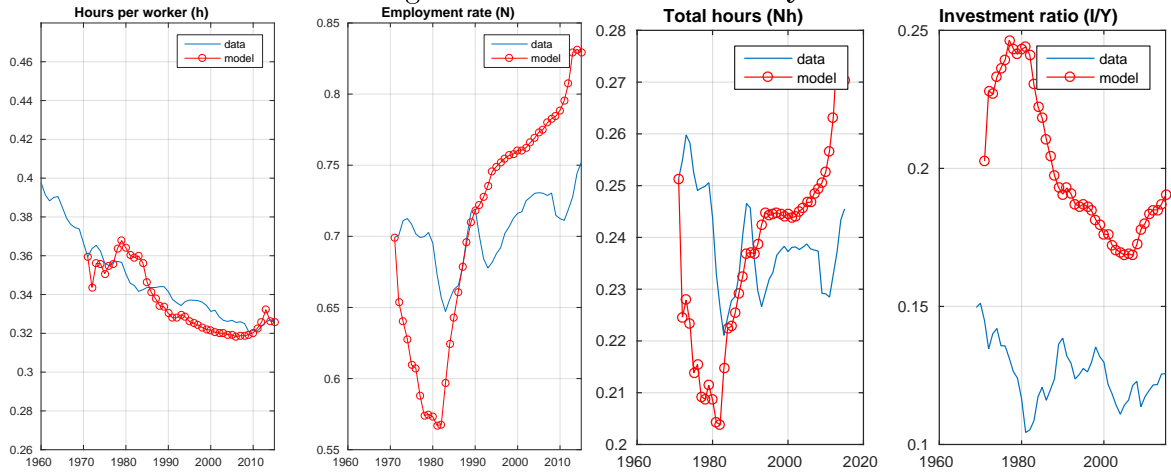 Hours per worker (h)
data
model
0.46
0.44
0.42
0.4
0.38
0.36
0.34
0.32
0.3
0.28
0.26
1960 1970 1980 1990 2000 2010
Employment rate (N)
data
model
0.85
0.8
0.75
0.7
0.65
0.6
0.55
1960 1970 1980 1990 2000 2010
Total hours (Nh)
data
model
0.28
0.27
0.26
0.25
0.24
0.23
0.22
0.21
0.2
1960 1980 2000 2020
Investment ratio (I/Y)
data
model
0.25
0.2
0.15
0.1
1960 1980 2000